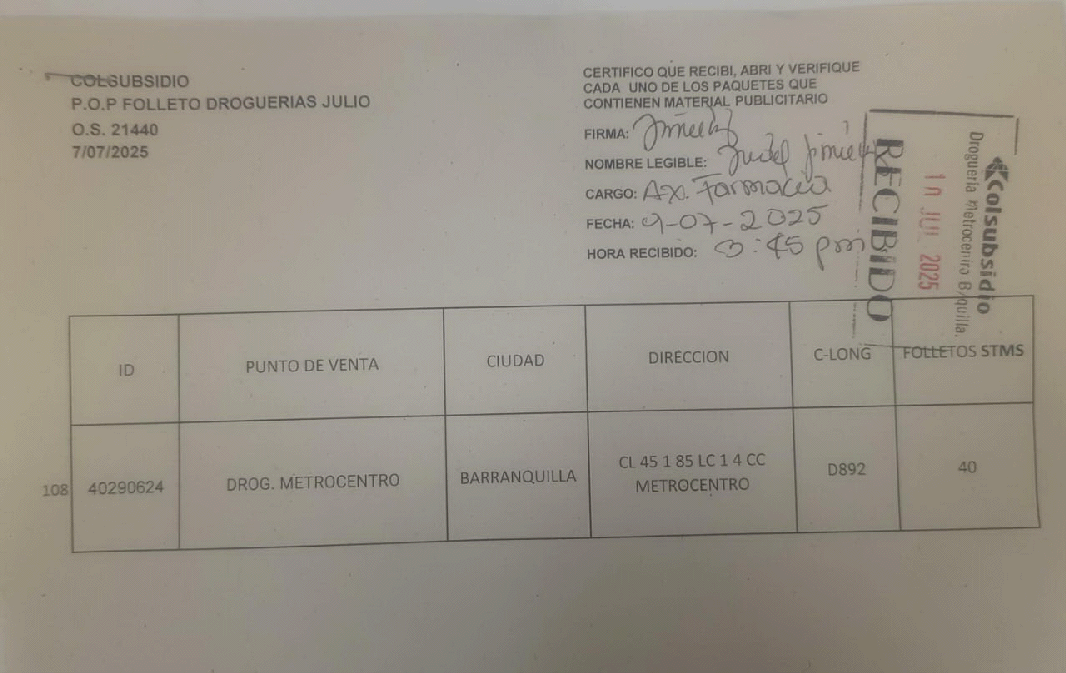 COLSUBSIDIO
P.O.P FOLLETO DROGUERIAS JULIO
O.S. 21440
7/07/2025
CERTIFICO QUE RECIBI, ABRI Y VERIFIQUE
CADA UNO DE LOS PAQUETES QUE
CONTIENEN MATERIAL PUBLICITARIO
FIRMA:
NOMBRE LEGIBLE:
CARGO: Ax. Farmacia
FECHA: 9-07-2025
HORA RECIBIDO: 3:45 pm
RECIBIDO
10 JUL 2025
Droguería Metrocentro B/quilla.
Colsubsidio
ID PUNTO DE VENTA CIUDAD DIRECCION C-LONG FOLLETOS STMS
108 40290624 DROG. METROCENTRO BARRANQUILLA CL 45 1 85 LC 1 4 CC METROCENTRO D892 40